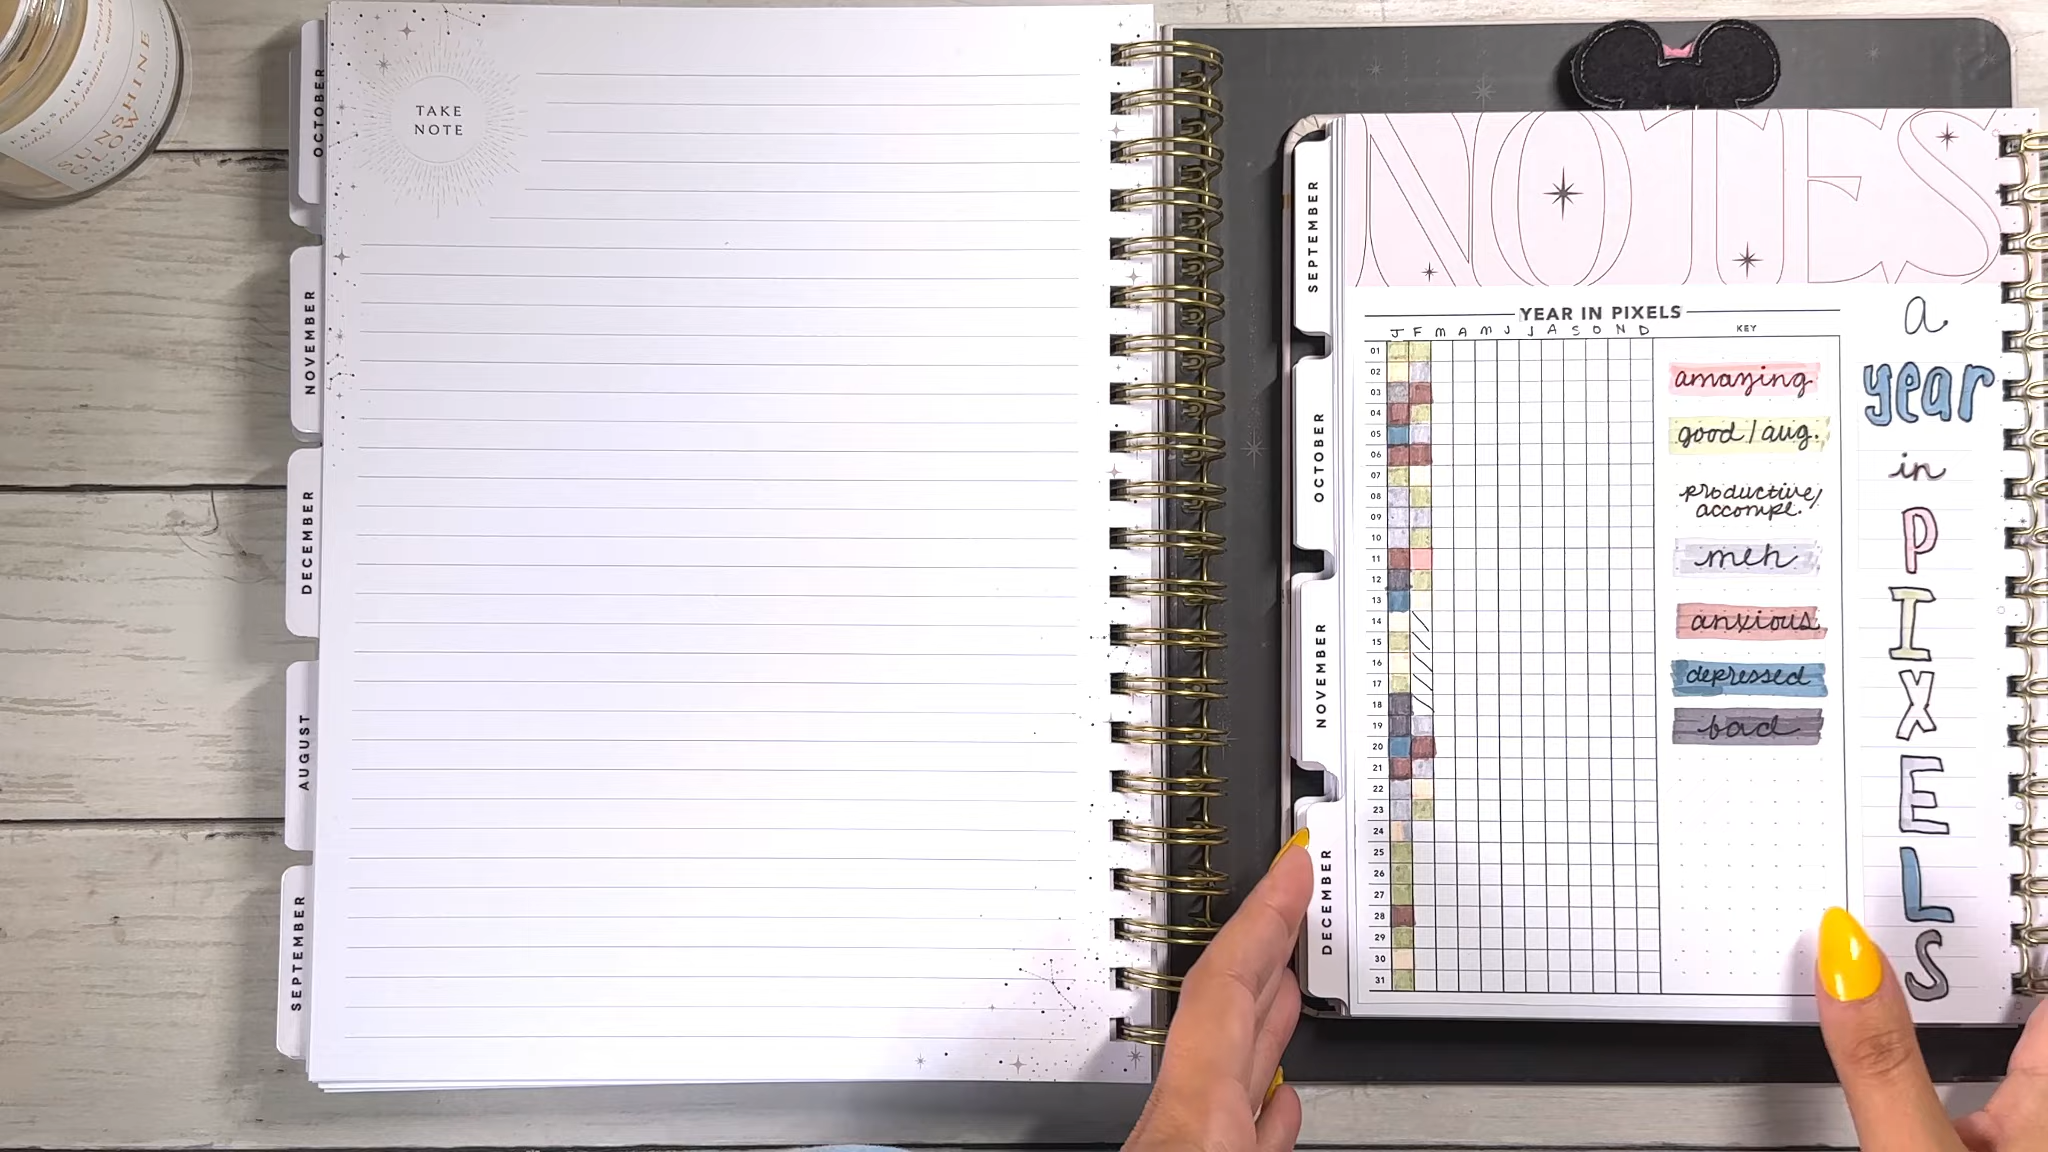 FEELS LIKE:
SUNSHINE
GLOW
TAKE
NOTE
OCTOBER
NOVEMBER
DECEMBER
AUGUST
SEPTEMBER
SEPTEMBER
OCTOBER
NOVEMBER
DECEMBER
NOTES
YEAR IN PIXELS
J F M A M J J A S O N D
KEY
01
02
03
04
05
06
07
08
09
10
11
12
13
14
15
16
17
18
19
20
21
22
23
24
25
26
27
28
29
30
31
amazing
good/avg.
productive/
accompl.
meh
anxious
depressed
bad
a
year
in
PIXELS